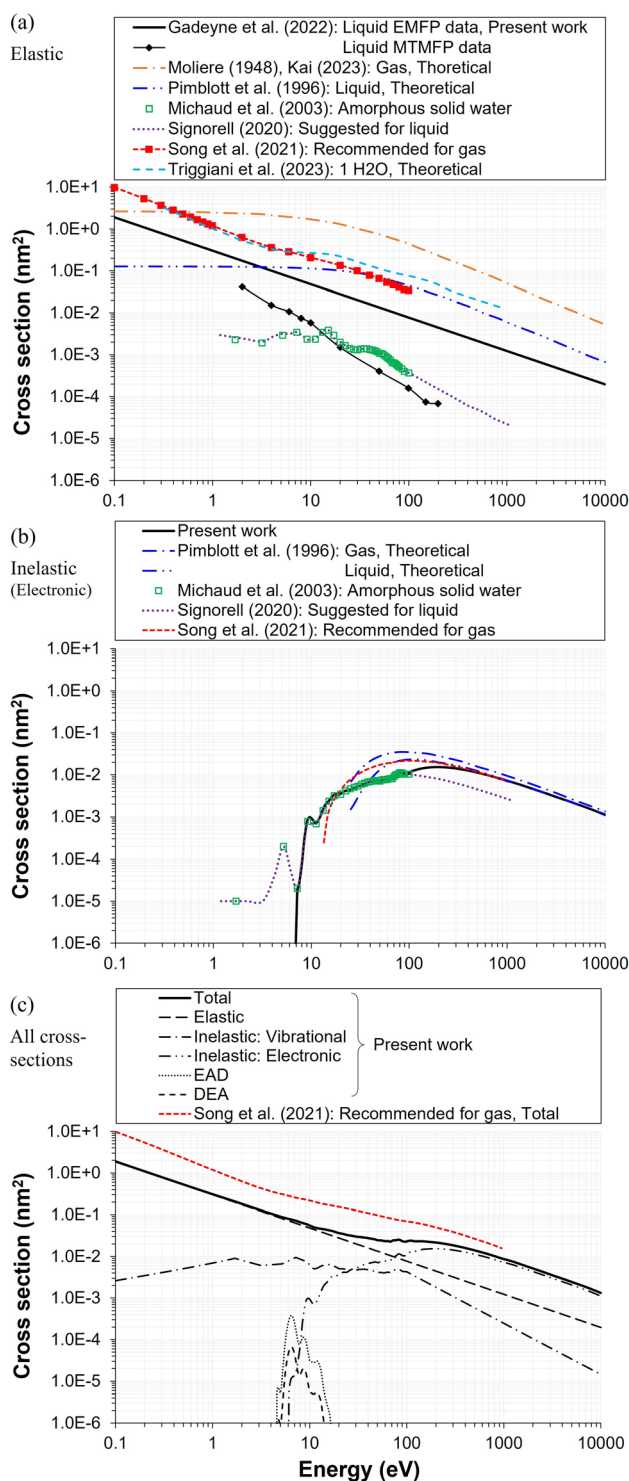 (a)
Elastic
Gadeyne et al. (2022): Liquid EMFP data, Present work
Liquid MTMFP data
Moliere (1948), Kai (2023): Gas, Thoretical
Pimblott et al. (1996): Liquid, Theoretical
Michaud et al. (2003): Amorphous solid water
Signorell (2020): Suggested for liquid
Song et al. (2021): Recommended for gas
Triggiani et al. (2023): 1 H2O, Theoretical
Cross section (nm²)
1.0E+1
1.0E+0
1.0E-1
1.0E-2
1.0E-3
1.0E-4
1.0E-5
1.0E-6
0.1 1 10 100 1000 10000
(b)
Inelastic
(Electronic)
Present work
Pimblott et al. (1996): Gas, Theoretical
Liquid, Theoretical
Michaud et al. (2003): Amorphous solid water
Signorell (2020): Suggested for liquid
Song et al. (2021): Recommended for gas
Cross section (nm²)
1.0E+1
1.0E+0
1.0E-1
1.0E-2
1.0E-3
1.0E-4
1.0E-5
1.0E-6
0.1 1 10 100 1000 10000
(c)
All cross-
sections
Total
Elastic
Inelastic: Vibrational
Inelastic: Electronic
EAD
DEA
Present work
Song et al. (2021): Recommended for gas, Total
Cross section (nm²)
1.0E+1
1.0E+0
1.0E-1
1.0E-2
1.0E-3
1.0E-4
1.0E-5
1.0E-6
0.1 1 10 100 1000 10000
Energy (eV)